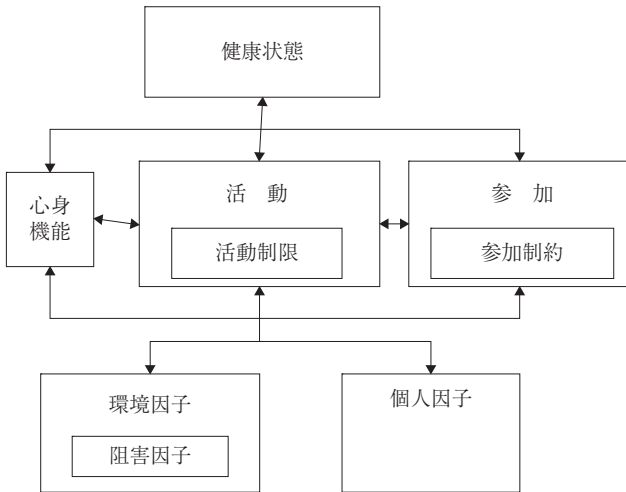 健康状態
心身
機能
活　動
活動制限
参　加
参加制約
環境因子
阻害因子
個人因子